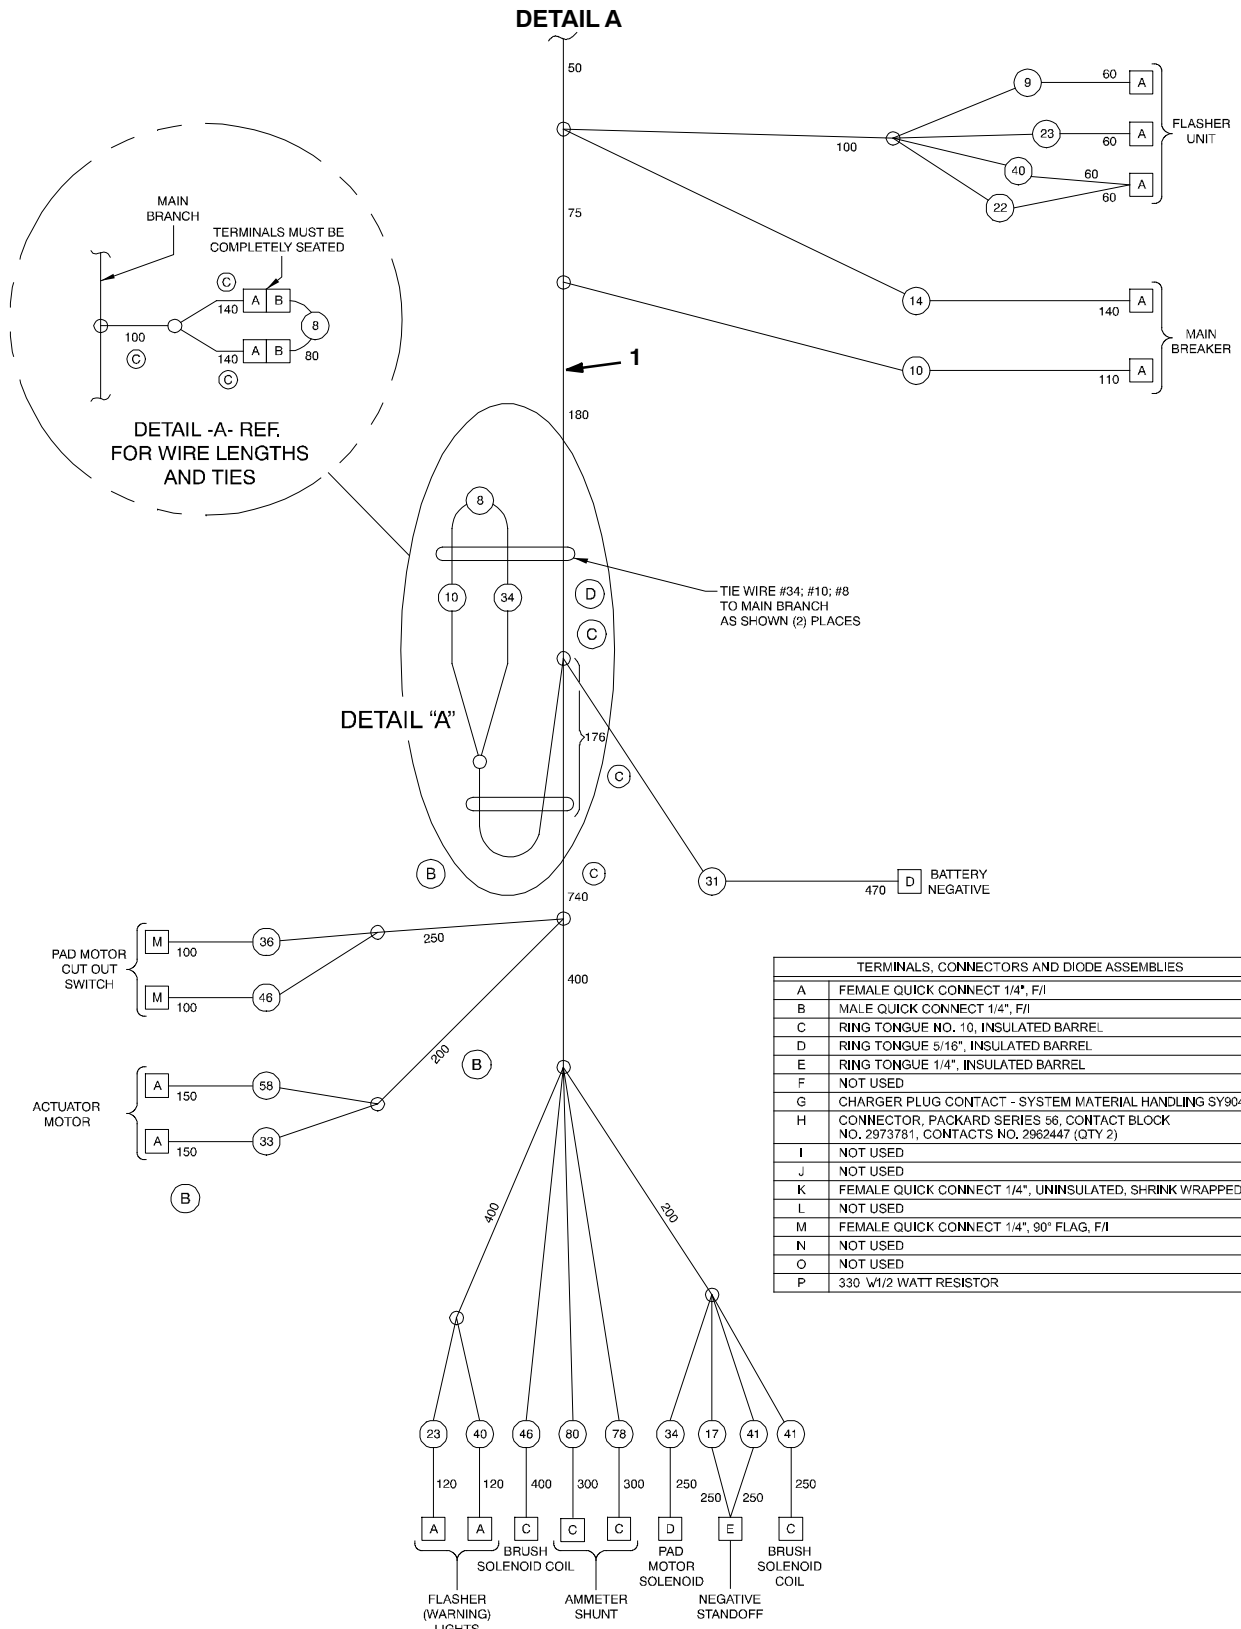 DETAIL A
50
9
60
A
23
60
A
FLASHER
UNIT
100
40
60
A
22
60
75
MAIN
BRANCH
TERMINALS MUST BE
COMPLETELY SEATED
C
140
A
B
8
100
C
140
A
B
80
C
DETAIL -A- REF.
FOR WIRE LENGTHS
AND TIES
14
140
A
MAIN
BREAKER
10
110
A
1
180
8
10
34
D
C
TIE WIRE #34; #10; #8
TO MAIN BRANCH
AS SHOWN (2) PLACES
DETAIL “A”
176
C
B
C
31
470
D
BATTERY
NEGATIVE
740
PAD MOTOR
CUT OUT
SWITCH
M
100
36
250
M
100
46
400
200
B
ACTUATOR
MOTOR
A
150
58
A
150
33
B
TERMINALS, CONNECTORS AND DIODE ASSEMBLIES
A FEMALE QUICK CONNECT 1/4", F/I
B MALE QUICK CONNECT 1/4", F/I
C RING TONGUE NO. 10, INSULATED BARREL
D RING TONGUE 5/16", INSULATED BARREL
E RING TONGUE 1/4", INSULATED BARREL
F NOT USED
G CHARGER PLUG CONTACT - SYSTEM MATERIAL HANDLING SY904
H CONNECTOR, PACKARD SERIES 56, CONTACT BLOCK
NO. 2973781, CONTACTS NO. 2962447 (QTY 2)
I NOT USED
J NOT USED
K FEMALE QUICK CONNECT 1/4", UNINSULATED, SHRINK WRAPPED
L NOT USED
M FEMALE QUICK CONNECT 1/4", 90° FLAG, F/I
N NOT USED
O NOT USED
P 330 W1/2 WATT RESISTOR
400
200
23
40
46
80
78
34
17
41
41
120
120
400
300
300
250
250
250
250
A
A
C
C
C
D
E
C
BRUSH
SOLENOID COIL
PAD
MOTOR
SOLENOID
BRUSH
SOLENOID
COIL
FLASHER
(WARNING)
LIGHTS
AMMETER
SHUNT
NEGATIVE
STANDOFF